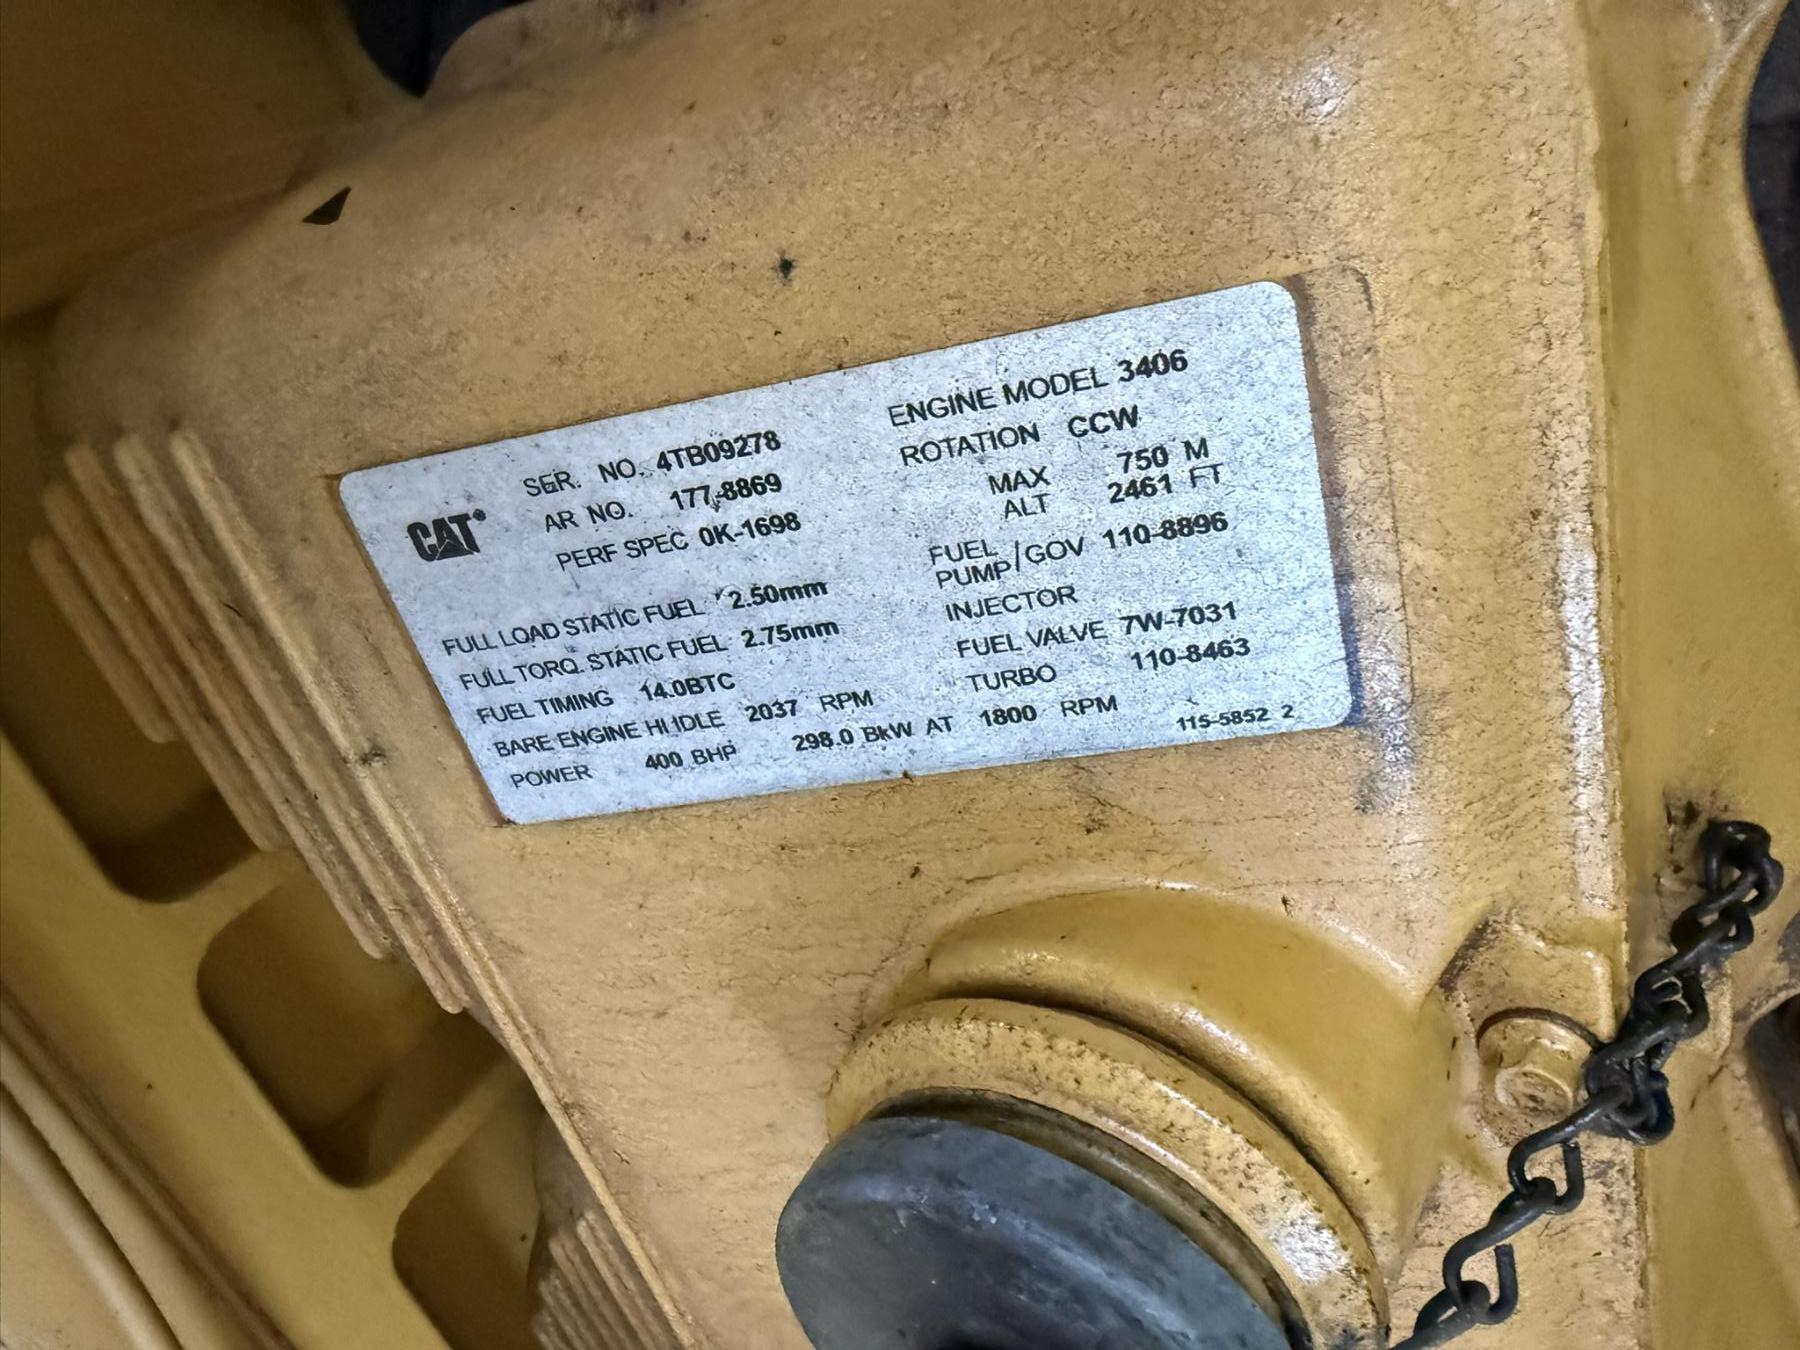 CAT®
SER. NO. 4TB09278
AR NO. 177-8869
PERF SPEC 0K-1698
FULL LOAD STATIC FUEL 2.50mm
FULL TORQ. STATIC FUEL 2.75mm
FUEL TIMING 14.0BTC
BARE ENGINE HI IDLE 2037 RPM
POWER 400 BHP 298.0 BkW AT 1800 RPM
ENGINE MODEL 3406
ROTATION CCW
MAX 750 M
ALT 2461 FT
FUEL
PUMP/GOV 110-8896
INJECTOR
FUEL VALVE 7W-7031
TURBO 110-8463
115-5852 2